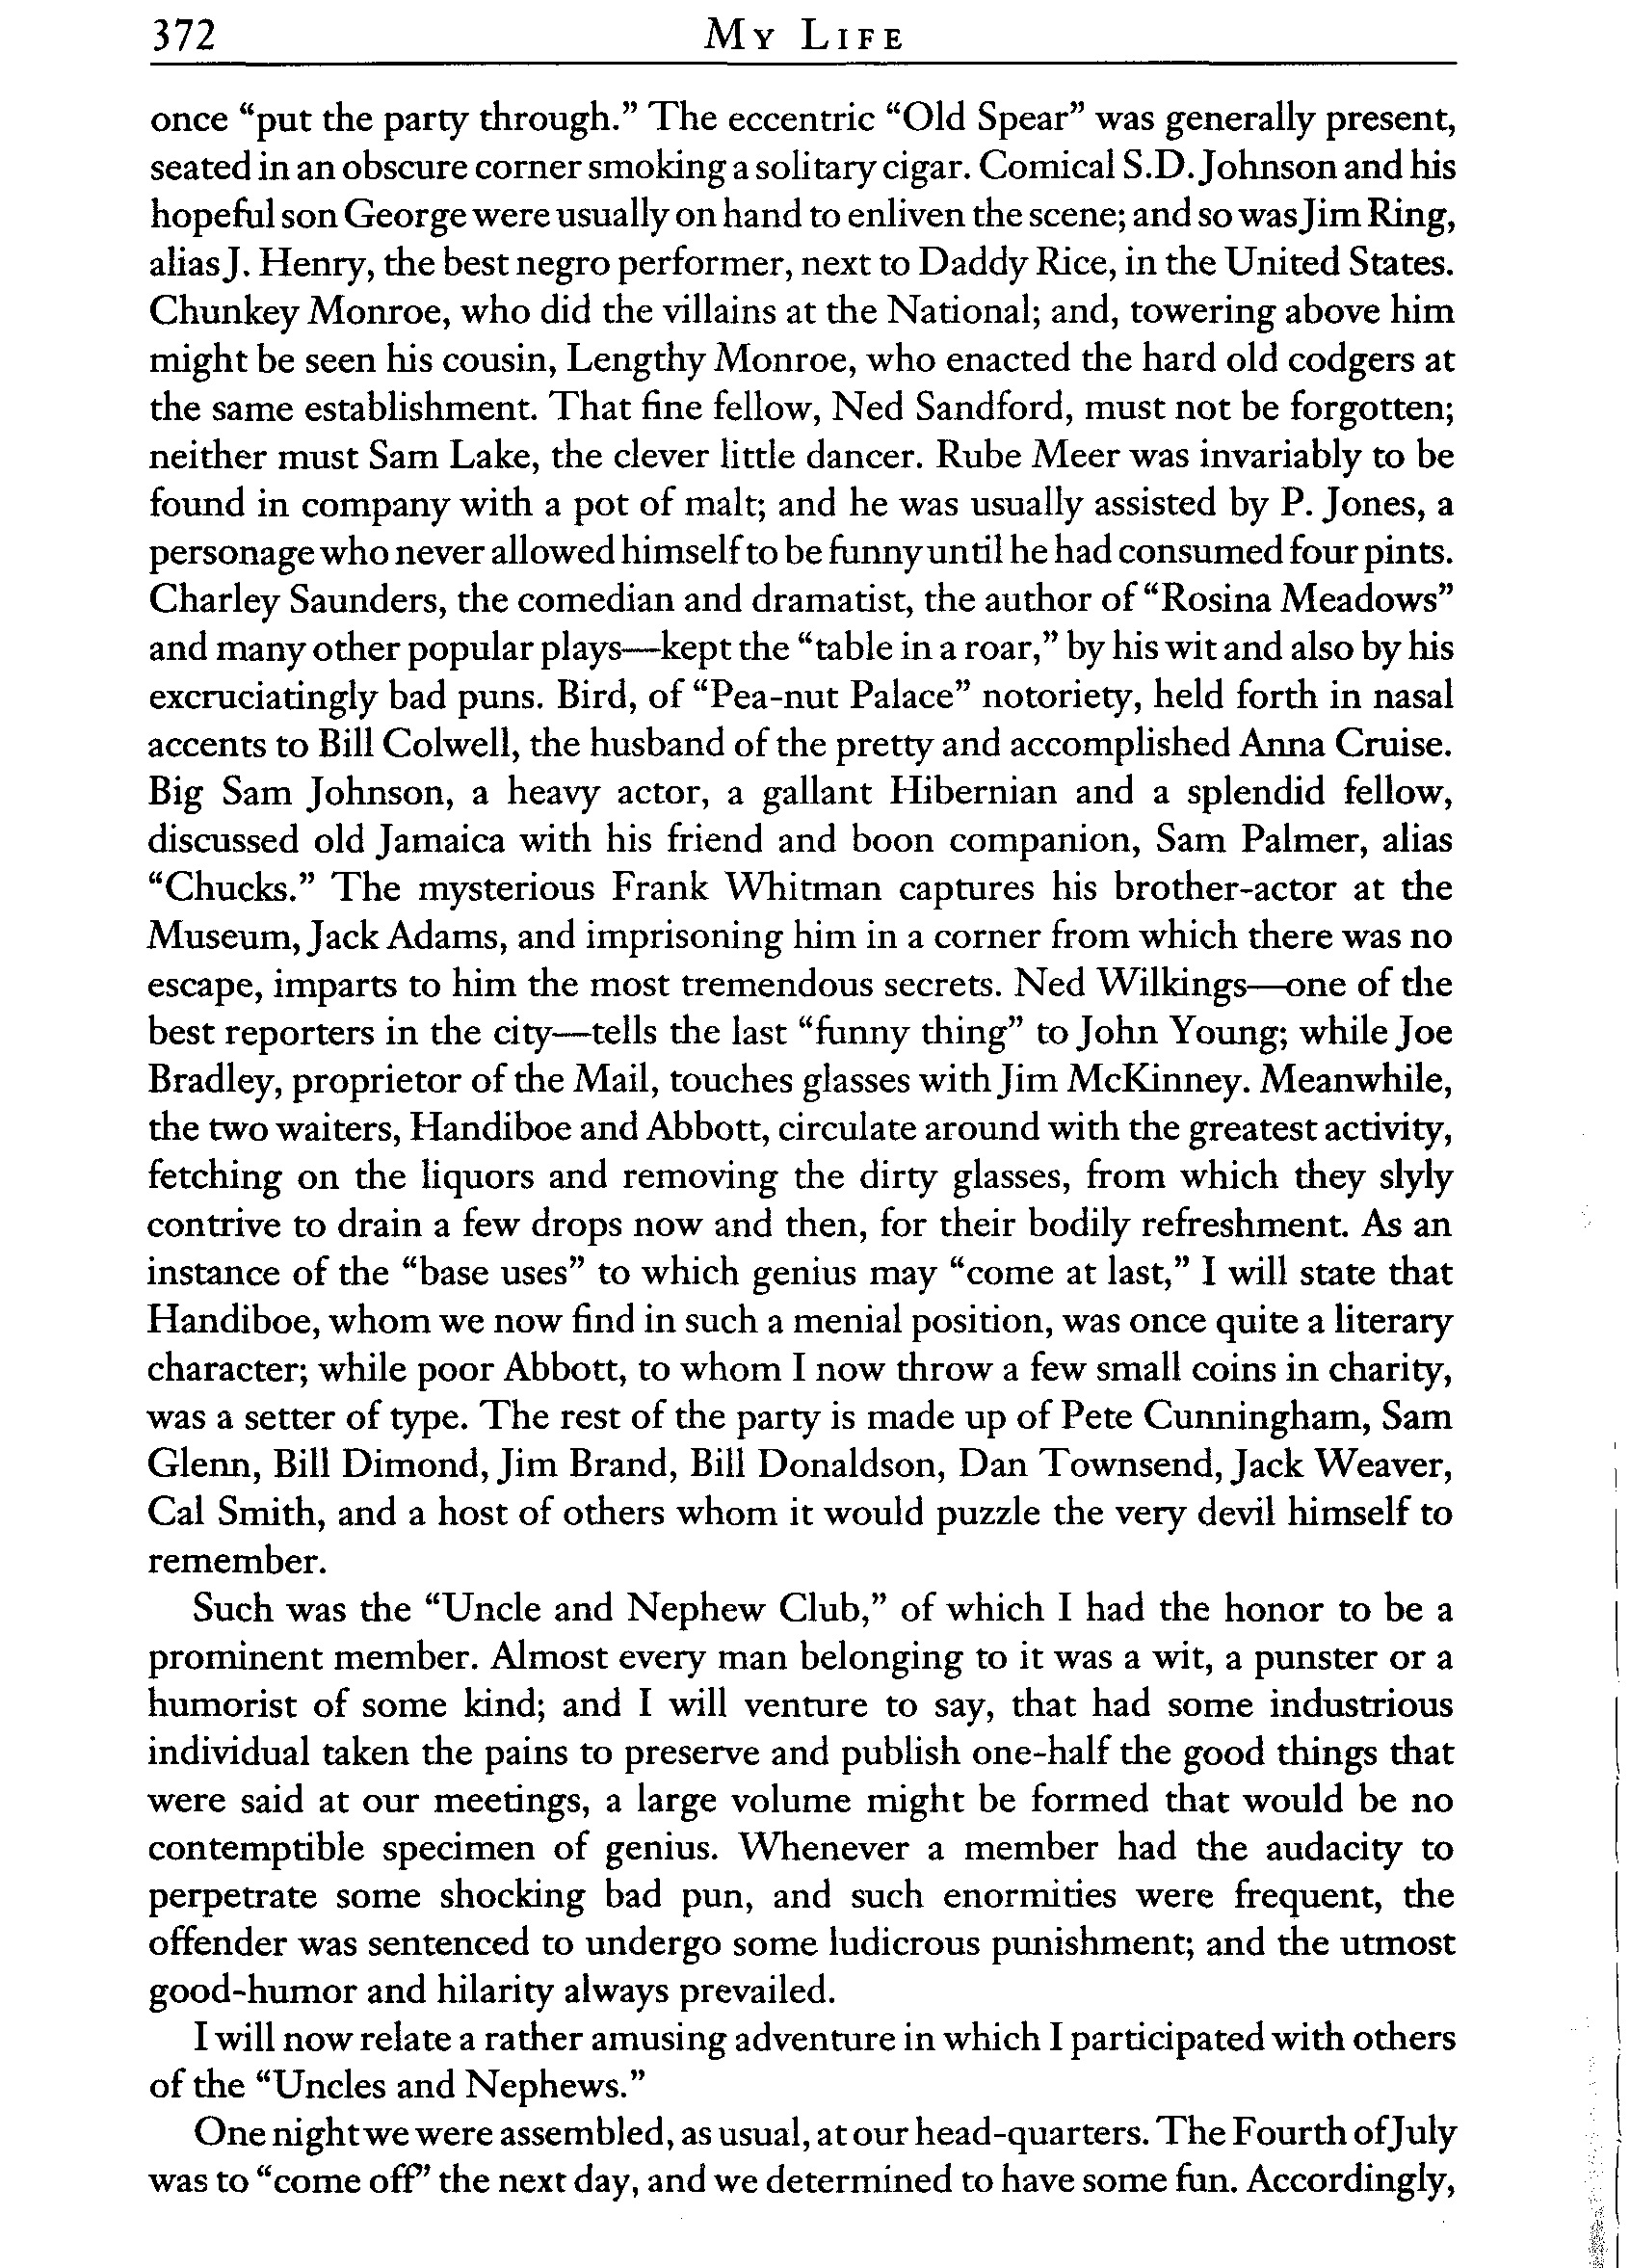 372
MY LIFE
once “put the party through.” The eccentric “Old Spear” was generally present,
seated in an obscure corner smoking a solitary cigar. Comical S.D. Johnson and his
hopeful son George were usually on hand to enliven the scene; and so was Jim Ring,
alias J. Henry, the best negro performer, next to Daddy Rice, in the United States.
Chunkey Monroe, who did the villains at the National; and, towering above him
might be seen his cousin, Lengthy Monroe, who enacted the hard old codgers at
the same establishment. That fine fellow, Ned Sandford, must not be forgotten;
neither must Sam Lake, the clever little dancer. Rube Meer was invariably to be
found in company with a pot of malt; and he was usually assisted by P. Jones, a
personage who never allowed himself to be funny until he had consumed four pints.
Charley Saunders, the comedian and dramatist, the author of “Rosina Meadows”
and many other popular plays—kept the “table in a roar,” by his wit and also by his
excruciatingly bad puns. Bird, of “Pea-nut Palace” notoriety, held forth in nasal
accents to Bill Colwell, the husband of the pretty and accomplished Anna Cruise.
Big Sam Johnson, a heavy actor, a gallant Hibernian and a splendid fellow,
discussed old Jamaica with his friend and boon companion, Sam Palmer, alias
“Chucks.” The mysterious Frank Whitman captures his brother-actor at the
Museum, Jack Adams, and imprisoning him in a corner from which there was no
escape, imparts to him the most tremendous secrets. Ned Wilkings—one of the
best reporters in the city—tells the last “funny thing” to John Young; while Joe
Bradley, proprietor of the Mail, touches glasses with Jim McKinney. Meanwhile,
the two waiters, Handiboe and Abbott, circulate around with the greatest activity,
fetching on the liquors and removing the dirty glasses, from which they slyly
contrive to drain a few drops now and then, for their bodily refreshment. As an
instance of the “base uses” to which genius may “come at last,” I will state that
Handiboe, whom we now find in such a menial position, was once quite a literary
character; while poor Abbott, to whom I now throw a few small coins in charity,
was a setter of type. The rest of the party is made up of Pete Cunningham, Sam
Glenn, Bill Dimond, Jim Brand, Bill Donaldson, Dan Townsend, Jack Weaver,
Cal Smith, and a host of others whom it would puzzle the very devil himself to
remember.
Such was the “Uncle and Nephew Club,” of which I had the honor to be a
prominent member. Almost every man belonging to it was a wit, a punster or a
humorist of some kind; and I will venture to say, that had some industrious
individual taken the pains to preserve and publish one-half the good things that
were said at our meetings, a large volume might be formed that would be no
contemptible specimen of genius. Whenever a member had the audacity to
perpetrate some shocking bad pun, and such enormities were frequent, the
offender was sentenced to undergo some ludicrous punishment; and the utmost
good-humor and hilarity always prevailed.
I will now relate a rather amusing adventure in which I participated with others
of the “Uncles and Nephews.”
One night we were assembled, as usual, at our head-quarters. The Fourth of July
was to “come off” the next day, and we determined to have some fun. Accordingly,